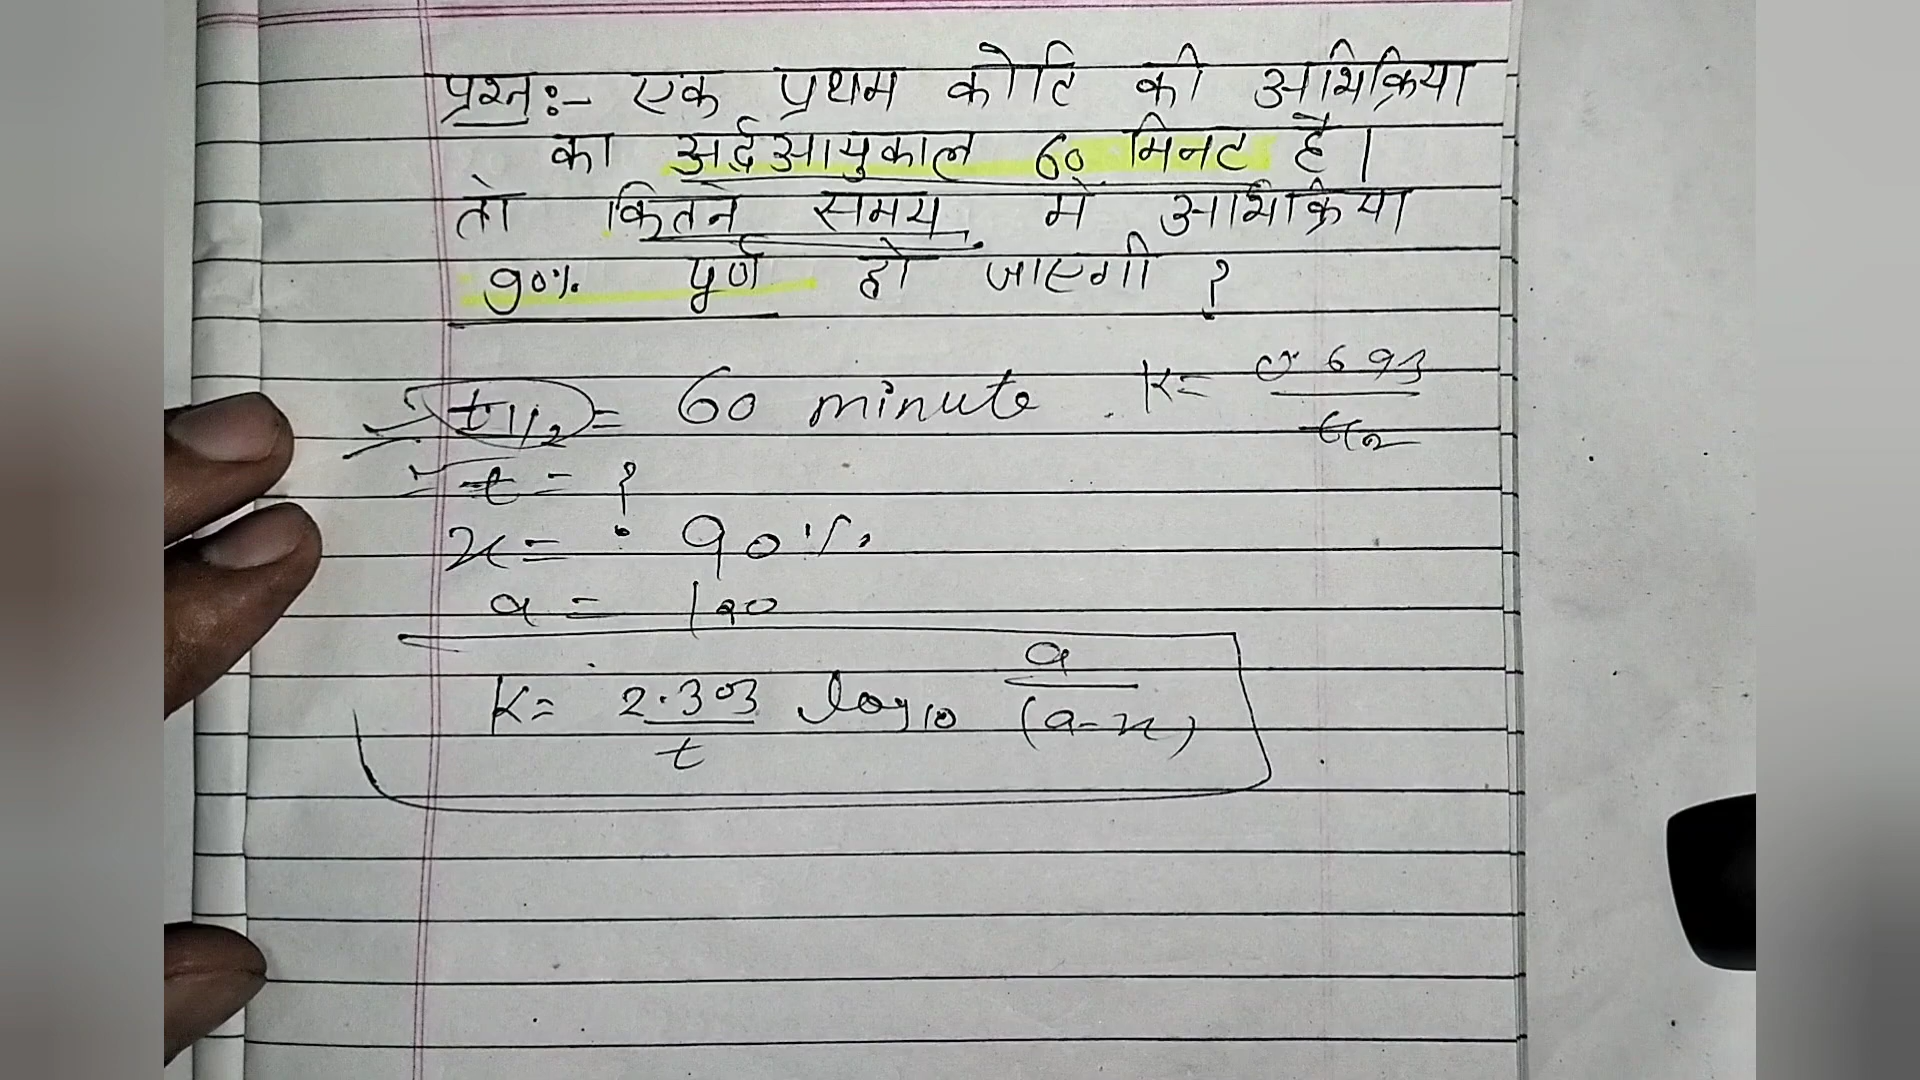 प्रश्न:- एक प्रथम कोटि की अभिक्रिया
का अर्द्दआयुकाल 60 मिनट है।
तो कितने समय में अभिक्रिया
90% पूर्ण हो जाएगी ?
t1/2 = 60 minute K= 0.693 / t1/2
t = ?
x = 90%
a = 100
K= 2.303/t log10 a/(a-x)